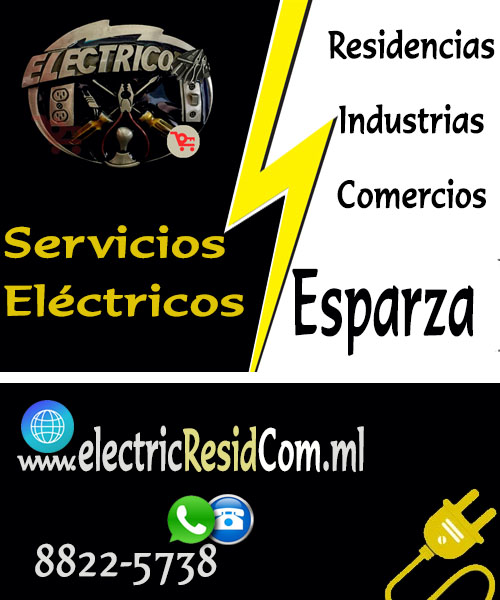 ELECTRICO
Servicios
Eléctricos
Residencias
Industrias
Comercios
Esparza
www.electricResidCom.ml
8822-5738